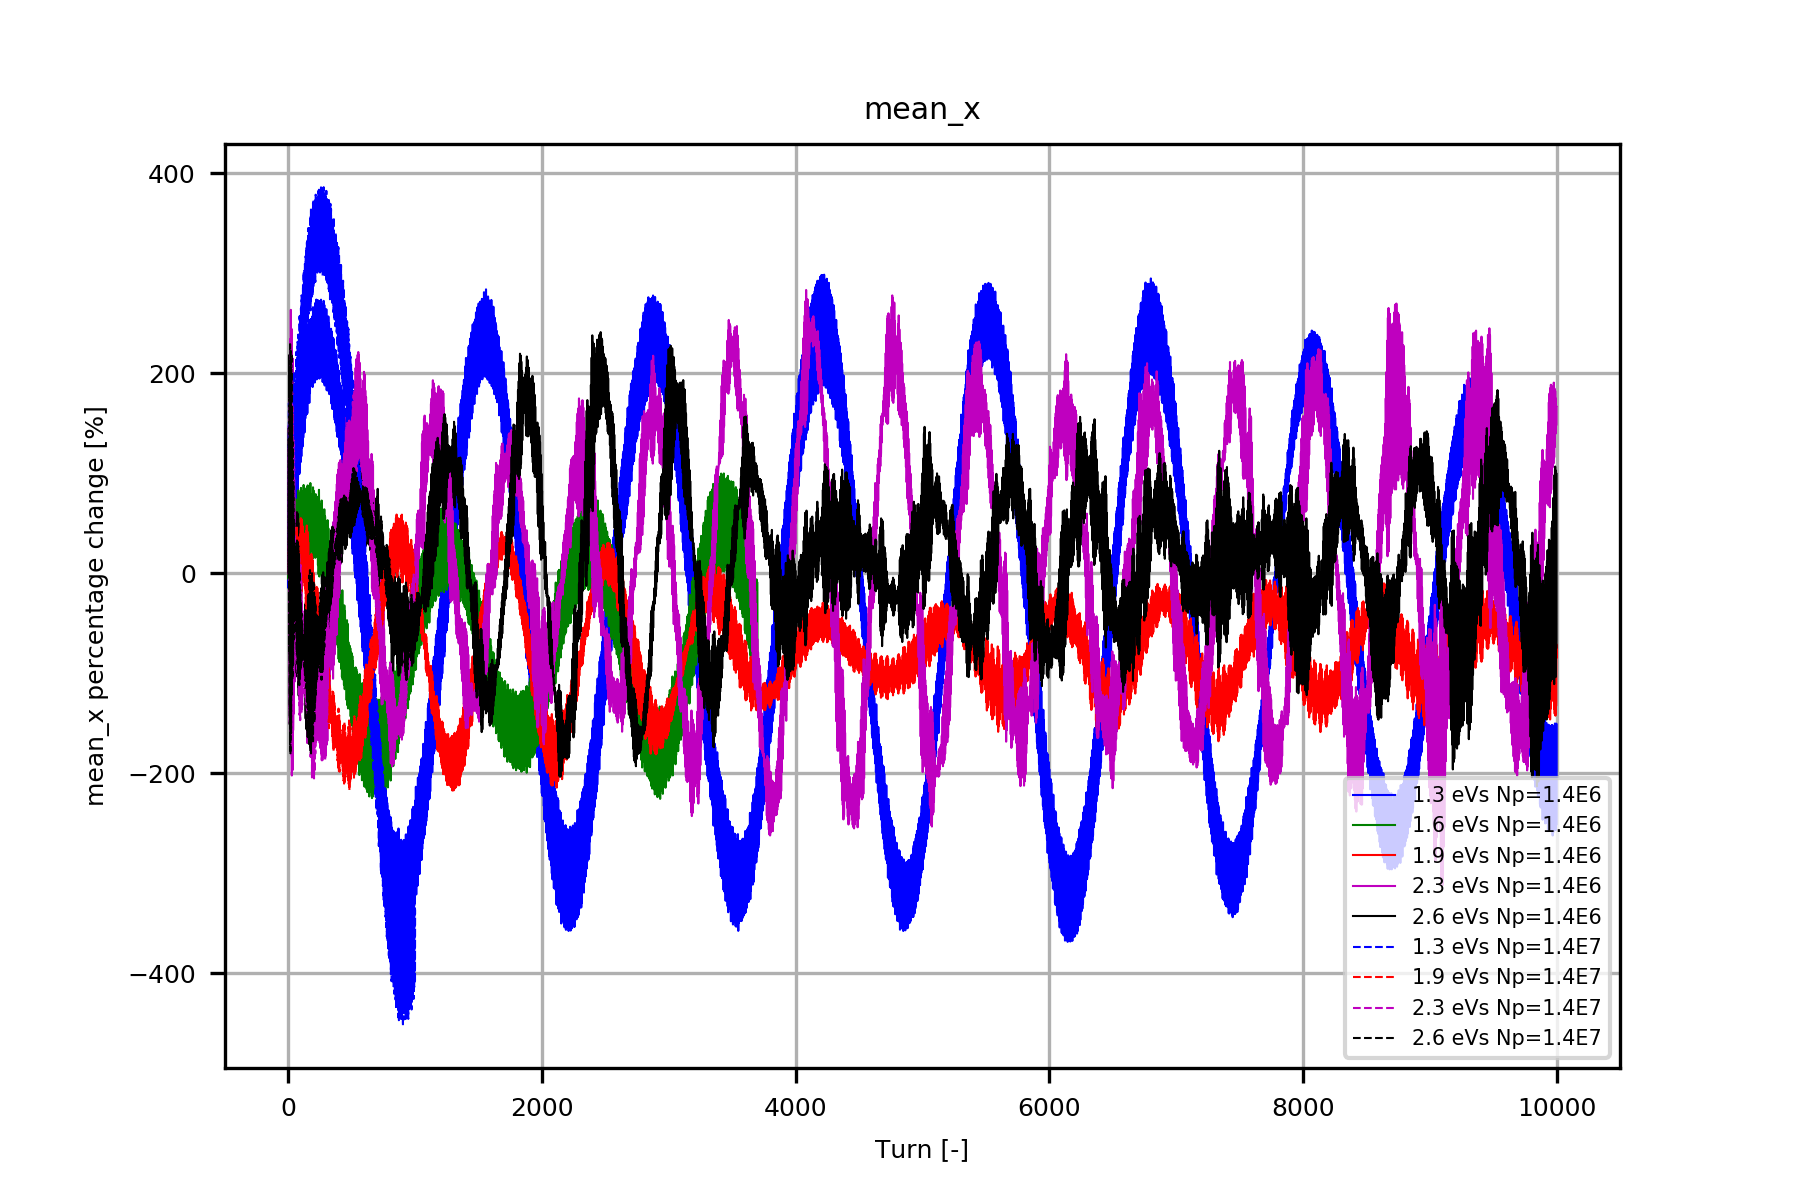 mean_x
mean_x percentage change [%]
400
200
0
−200
−400
1.3 eVs Np=1.4E6
1.6 eVs Np=1.4E6
1.9 eVs Np=1.4E6
2.3 eVs Np=1.4E6
2.6 eVs Np=1.4E6
1.3 eVs Np=1.4E7
1.9 eVs Np=1.4E7
2.3 eVs Np=1.4E7
2.6 eVs Np=1.4E7
0 2000 4000 6000 8000 10000
Turn [-]